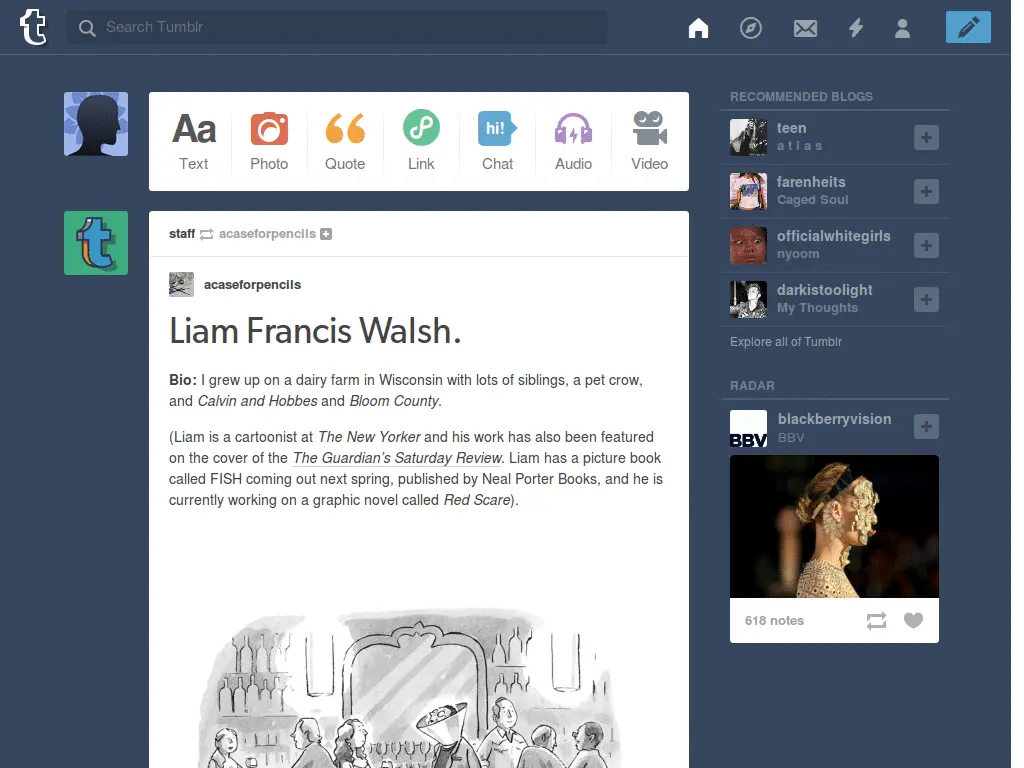 t
Search Tumblr
Aa
hi!
Text
Photo
Quote
Link
Chat
Audio
Video
t
staff acaseforpencils
acaseforpencils
Liam Francis Walsh.
Bio: I grew up on a dairy farm in Wisconsin with lots of siblings, a pet crow,
and Calvin and Hobbes and Bloom County.
(Liam is a cartoonist at The New Yorker and his work has also been featured
on the cover of the The Guardian's Saturday Review. Liam has a picture book
called FISH coming out next spring, published by Neal Porter Books, and he is
currently working on a graphic novel called Red Scare).
RECOMMENDED BLOGS
teen
a t l a s
farenheits
Caged Soul
officialwhitegirls
nyoom
darkistoolight
My Thoughts
Explore all of Tumblr
RADAR
BBV
blackberryvision
BBV
618 notes